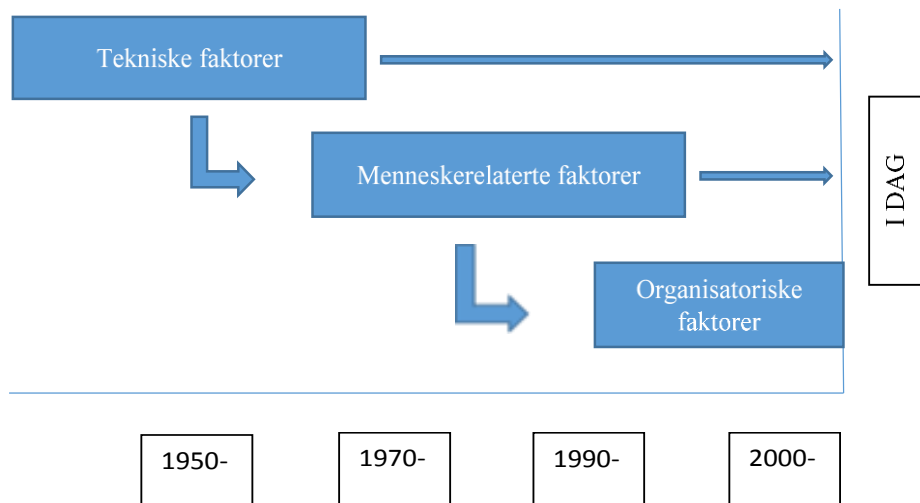 Tekniske faktorer
Menneskerelaterte faktorer
I DAG
Organisatoriske
faktorer
1950-
1970-
1990-
2000-